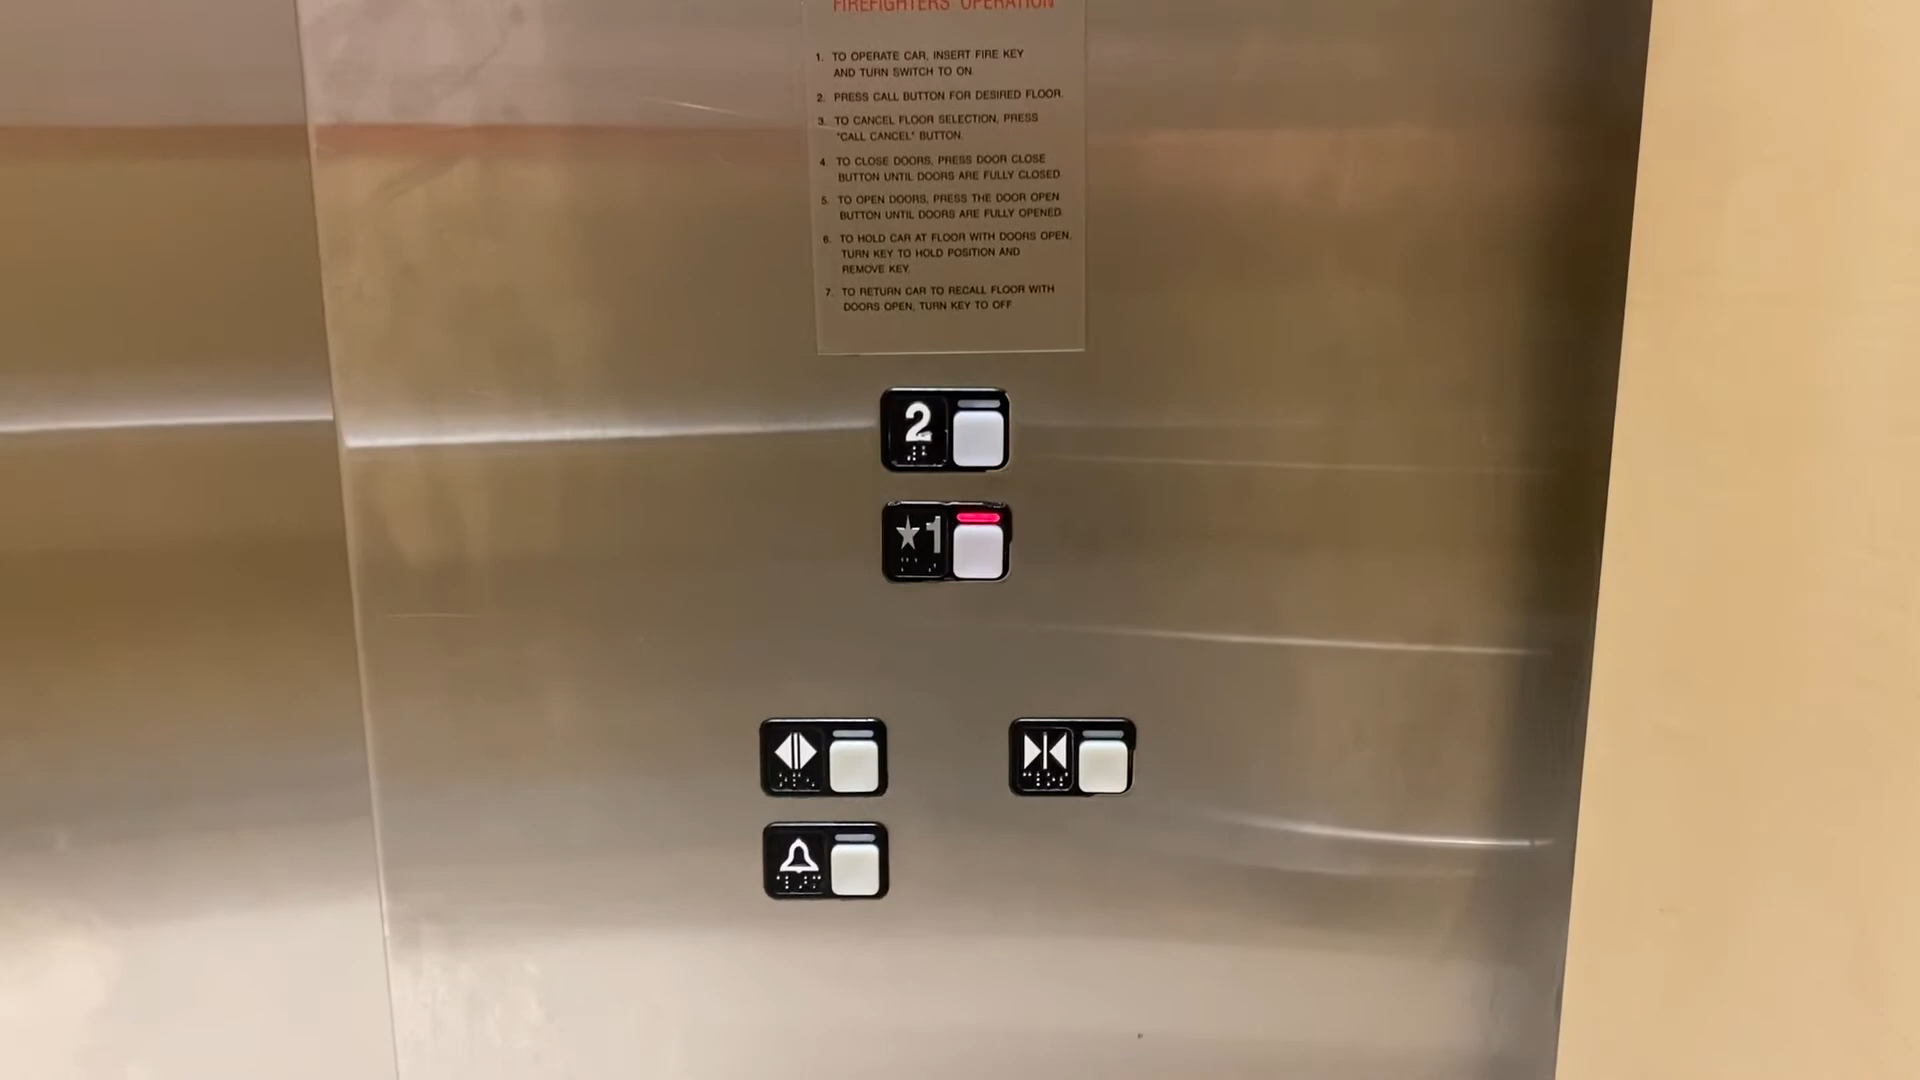 FIREFIGHTERS' OPERATION
1. TO OPERATE CAR, INSERT FIRE KEY
AND TURN SWITCH TO ON.
2. PRESS CALL BUTTON FOR DESIRED FLOOR.
3. TO CANCEL FLOOR SELECTION, PRESS
"CALL CANCEL" BUTTON.
4. TO CLOSE DOORS, PRESS DOOR CLOSE
BUTTON UNTIL DOORS ARE FULLY CLOSED.
5. TO OPEN DOORS, PRESS THE DOOR OPEN
BUTTON UNTIL DOORS ARE FULLY OPENED.
6. TO HOLD CAR AT FLOOR WITH DOORS OPEN,
TURN KEY TO HOLD POSITION AND
REMOVE KEY.
7. TO RETURN CAR TO RECALL FLOOR WITH
DOORS OPEN, TURN KEY TO OFF
2
★1